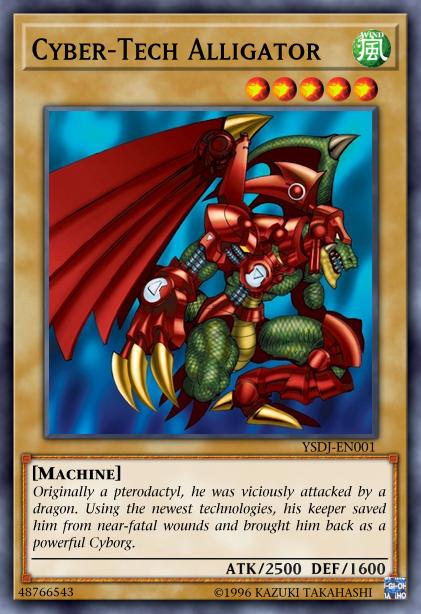 Cyber-Tech Alligator
WIND
風
YSDJ-EN001
[Machine]
Originally a pterodactyl, he was viciously attacked by a
dragon. Using the newest technologies, his keeper saved
him from near-fatal wounds and brought him back as a
powerful Cyborg.
ATK/2500 DEF/1600
48766543
©1996 KAZUKI TAKAHASHI